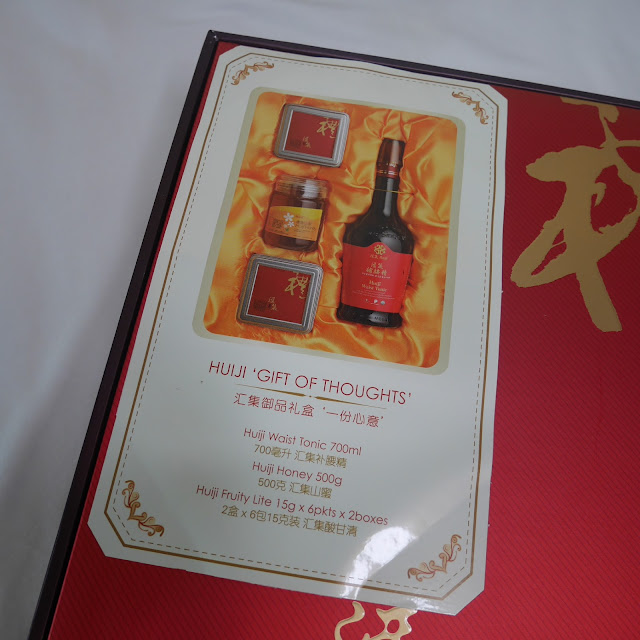 Huiji
Waist Tonic
HUIJI ‘GIFT OF THOUGHTS’
汇集御品礼盒 ‘一份心意’
Huiji Waist Tonic 700ml
700毫升 汇集补腰精
Huiji Honey 500g
500克 汇集山蜜
Huiji Fruity Lite 15g x 6pkts x 2boxes
2盒 x 6包15克装 汇集酸甘清